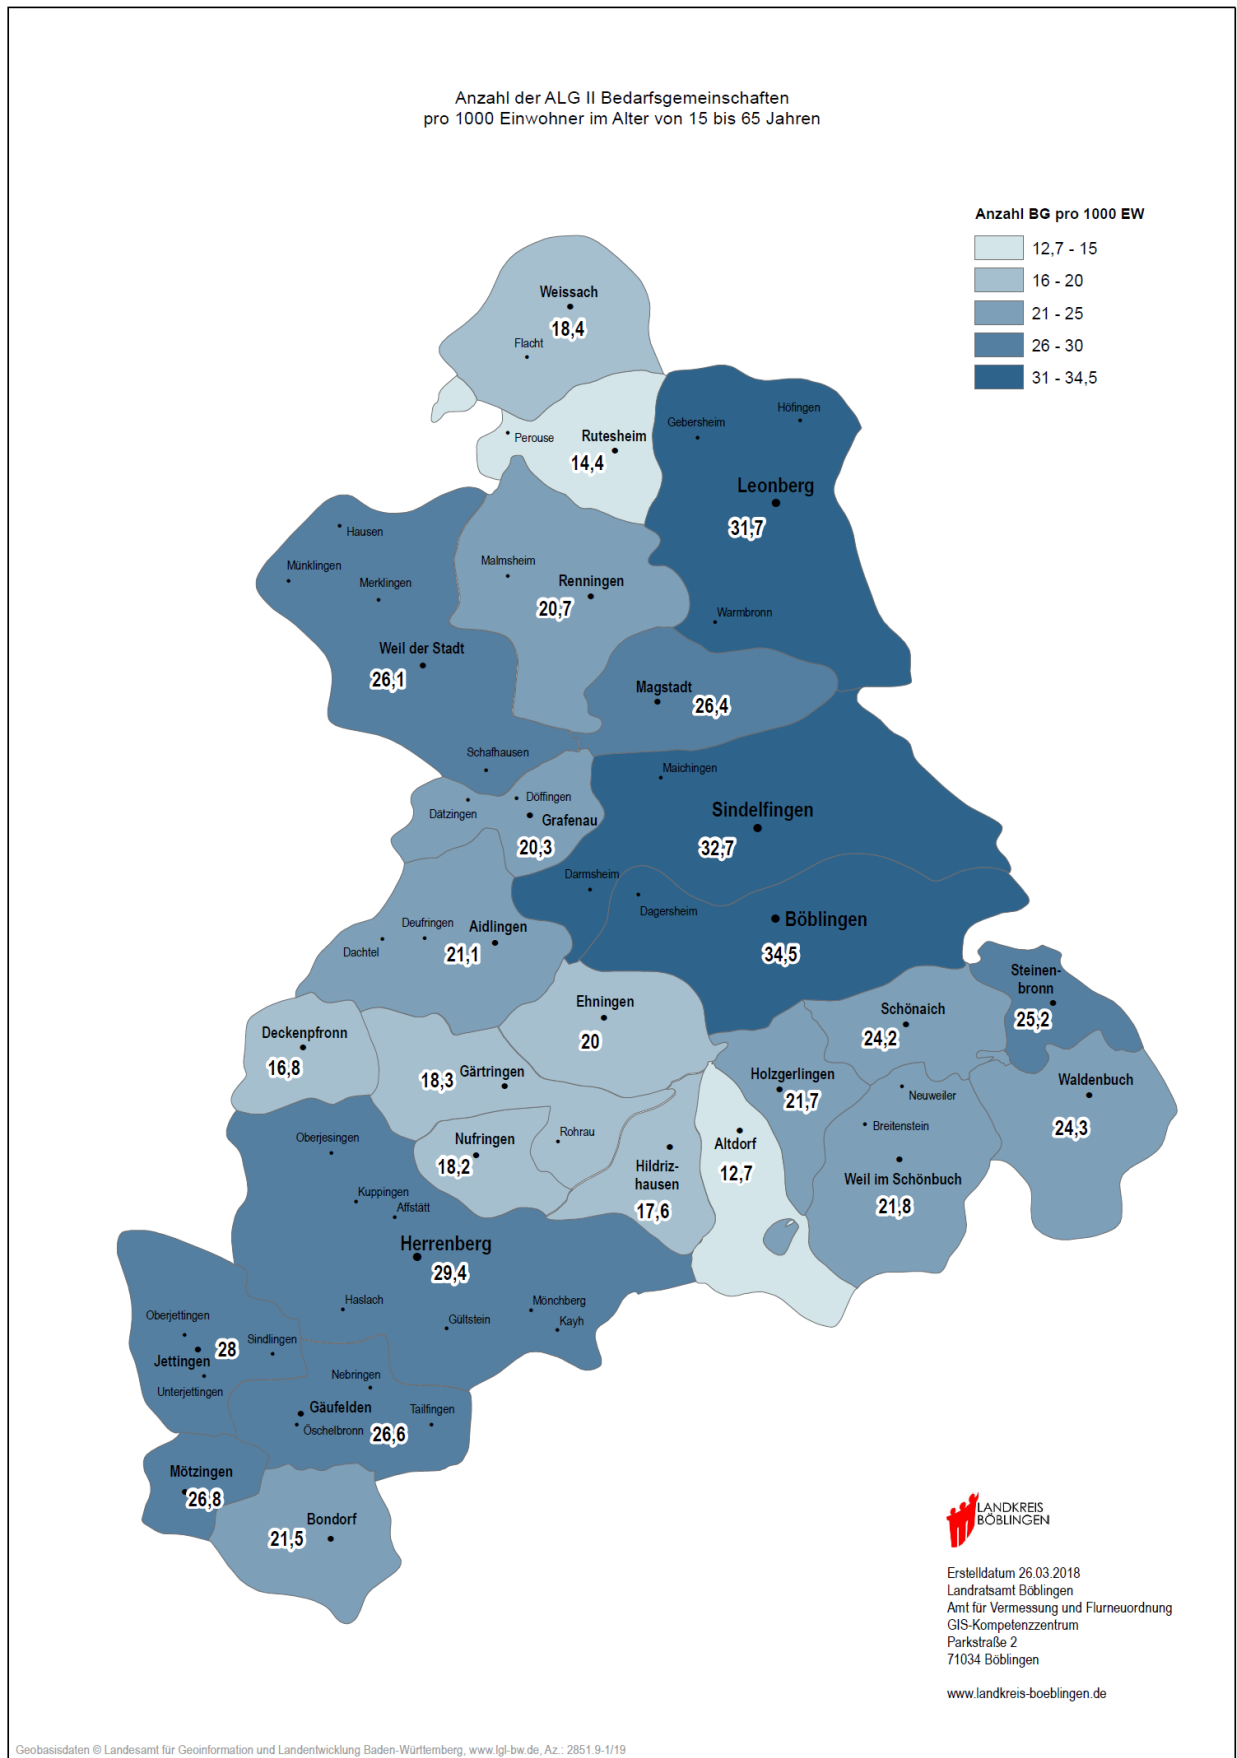 Anzahl der ALG II Bedarfsgemeinschaften
pro 1000 Einwohner im Alter von 15 bis 65 Jahren
Anzahl BG pro 1000 EW
12,7 - 15
16 - 20
21 - 25
26 - 30
31 - 34,5
Weissach
18,4
Flacht
Perouse
Rutesheim
14,4
Gebersheim
Höfingen
Leonberg
31,7
Warmbronn
Hausen
Münklingen
Merklingen
Weil der Stadt
26,1
Schafhausen
Malmsheim
Renningen
20,7
Magstadt
26,4
Maichingen
Sindelfingen
32,7
Darmsheim
Dätzingen
Döffingen
Grafenau
20,3
Dagersheim
Böblingen
34,5
Deufringen
Aidlingen
Dachtel
21,1
Ehningen
20
Steinen-
bronn
25,2
Schönaich
24,2
Deckenpfronn
16,8
Gärtringen
18,3
Rohrau
Holzgerlingen
21,7
Neuweiler
Breitenstein
Weil im Schönbuch
21,8
Waldenbuch
24,3
Nufringen
18,2
Hildriz-
hausen
17,6
Altdorf
12,7
Oberjesingen
Kuppingen
Affstätt
Herrenberg
29,4
Haslach
Gültstein
Mönchberg
Kayh
Oberjettingen
Jettingen
28
Sindlingen
Unterjettingen
Nebringen
Gäufelden
Öschelbronn
Tailfingen
26,6
Mötzingen
26,8
Bondorf
21,5
LANDKREIS
BÖBLINGEN
Erstelldatum 26.03.2018
Landratsamt Böblingen
Amt für Vermessung und Flurneuordnung
GIS-Kompetenzzentrum
Parkstraße 2
71034 Böblingen
www.landkreis-boeblingen.de
Geobasisdaten © Landesamt für Geoinformation und Landentwicklung Baden-Württemberg, www.lgl-bw.de, Az.: 2851.9-1/19